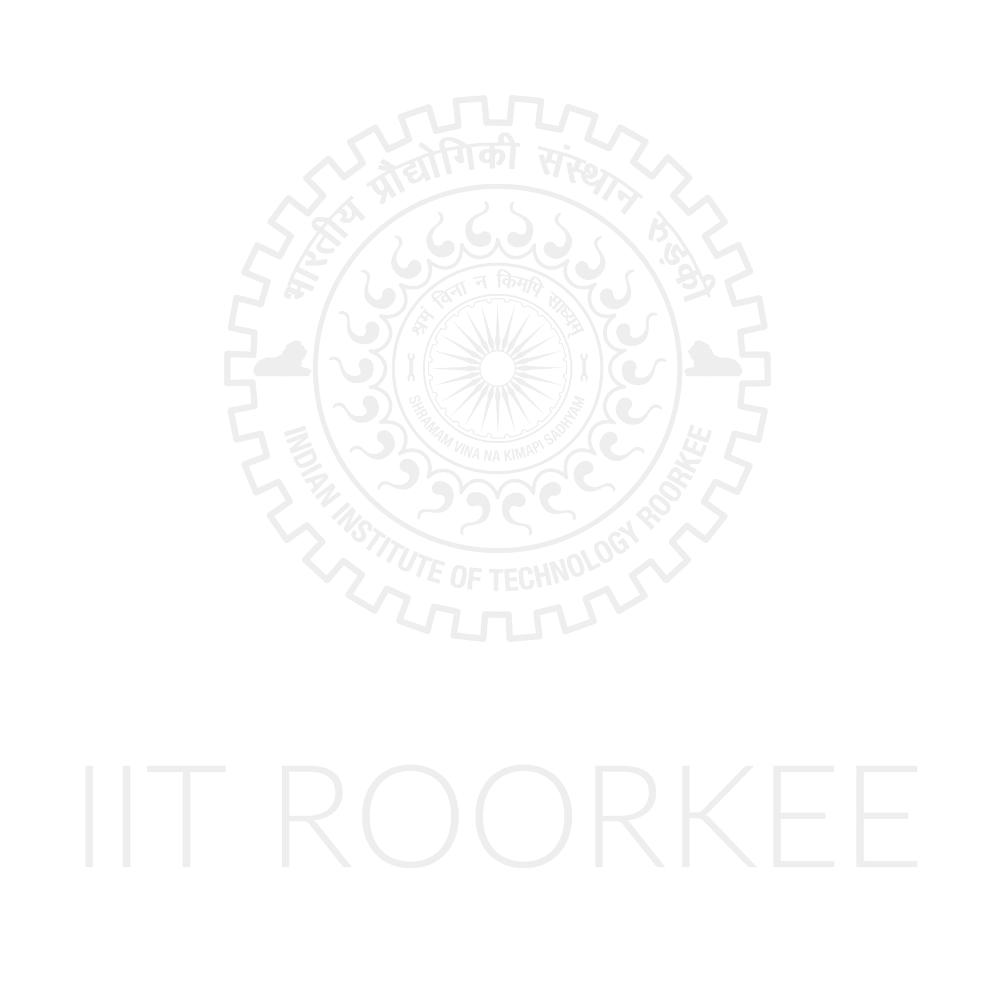 भारतीय प्रौद्योगिकी संस्थान रुड़की
श्रमं विना न किमपि साध्यम्
SHRAMAM VINA NA KIMAPI SADHYAM
INDIAN INSTITUTE OF TECHNOLOGY ROORKEE
IIT ROORKEE